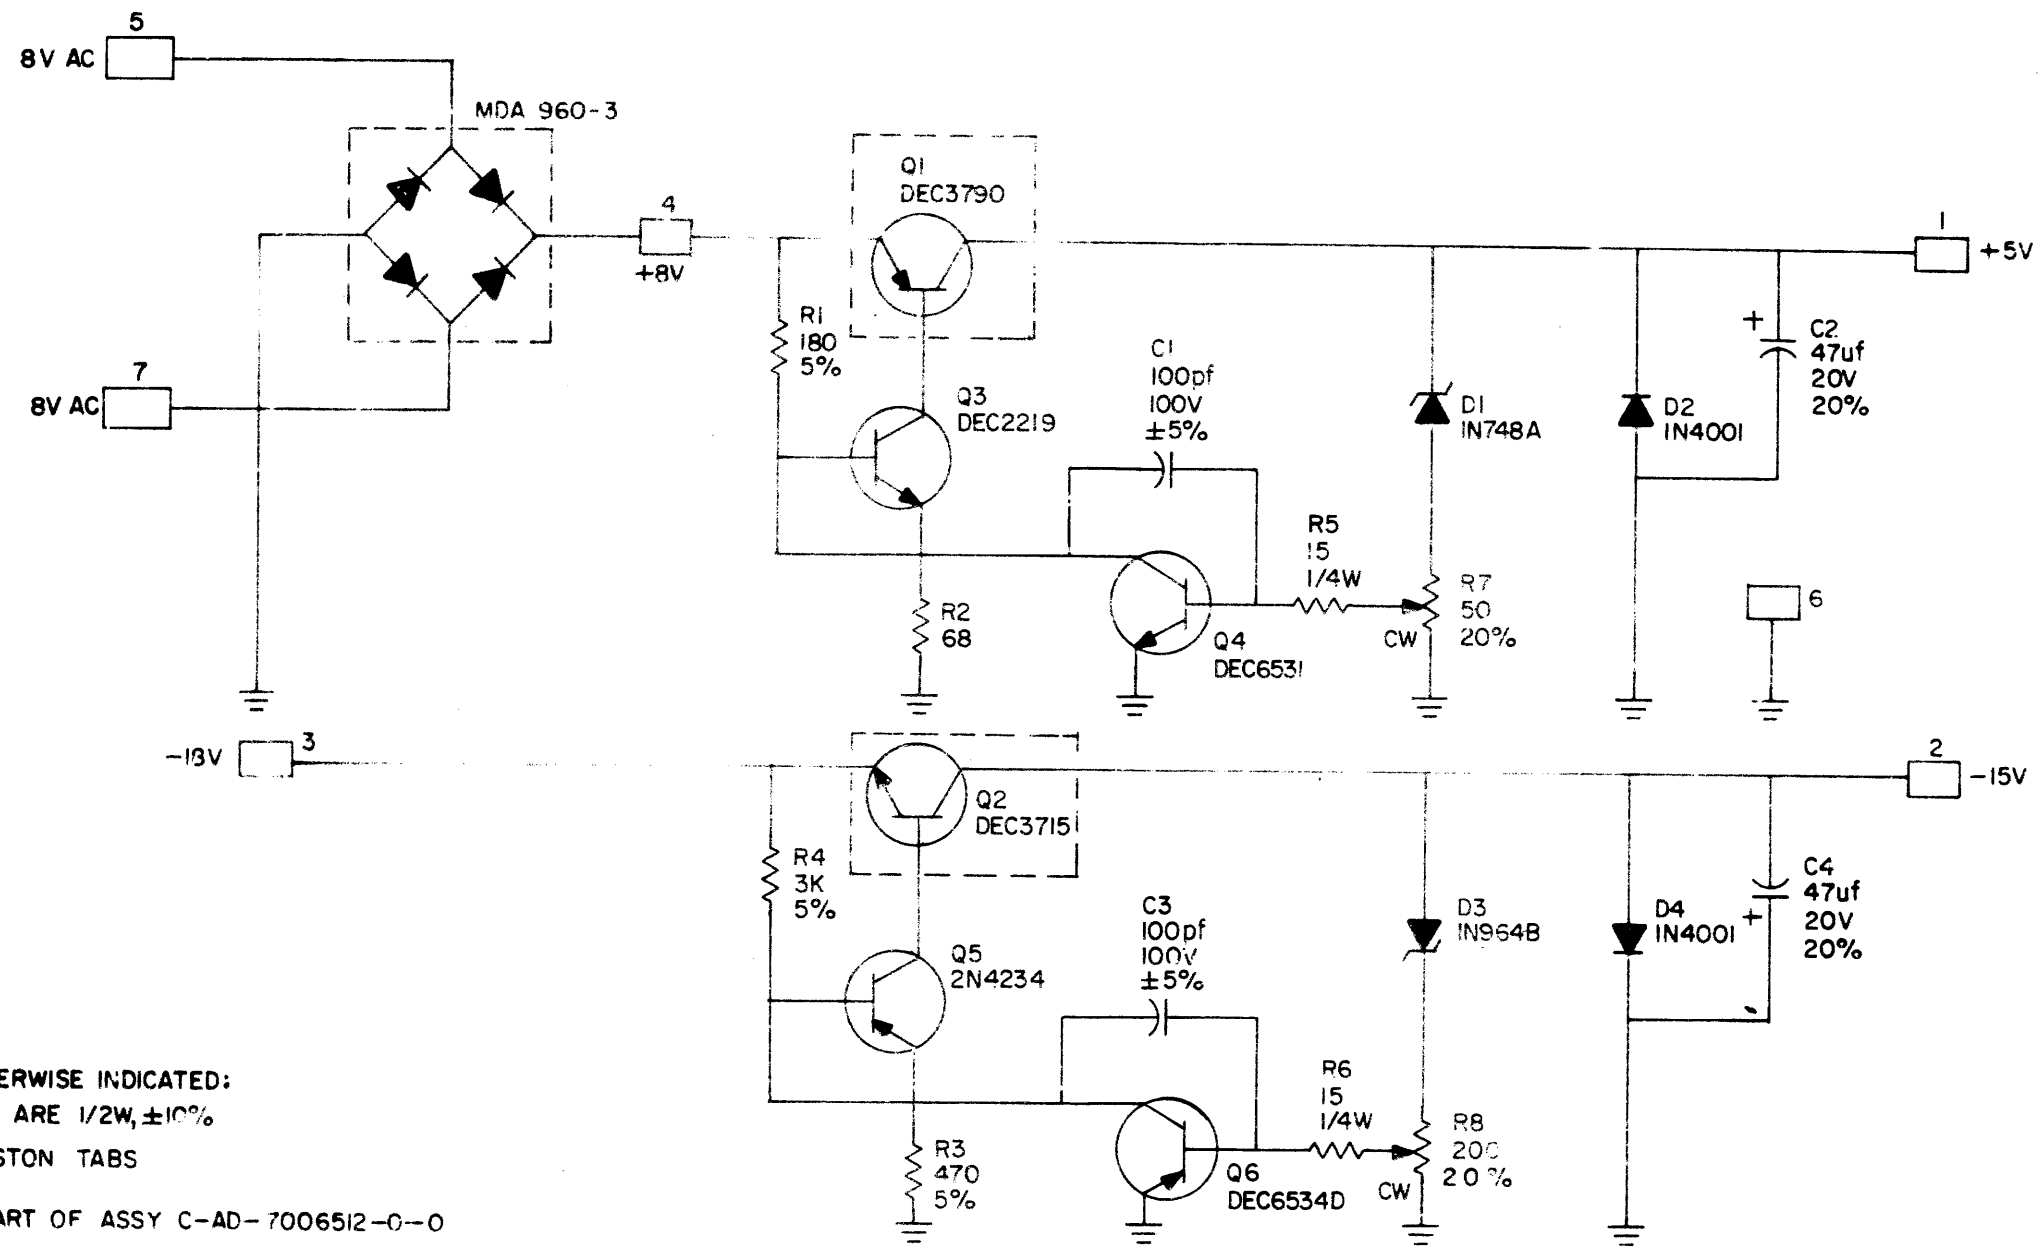 5
8V AC
MDA 960-3
4
+8V
7
8V AC
Q1
DEC3790
R1
180
5%
Q3
DEC2219
C1
100pf
100V
±5%
R2
68
Q4
DEC6531
R5
15
1/4W
CW
R7
50
20%
D1
IN748A
D2
IN4001
+
C2
47uf
20V
20%
1
+5V
6
-18V
3
Q2
DEC3715
R4
3K
5%
Q5
2N4234
C3
100pf
100V
±5%
R3
470
5%
Q6
DEC6534D
R6
15
1/4W
CW
R8
200
20%
D3
IN964B
D4
IN4001
+
C4
47uf
20V
20%
2
-15V
ERWISE INDICATED:
ARE 1/2W, ±10%
STON TABS
ART OF ASSY C-AD-7006512-0-0